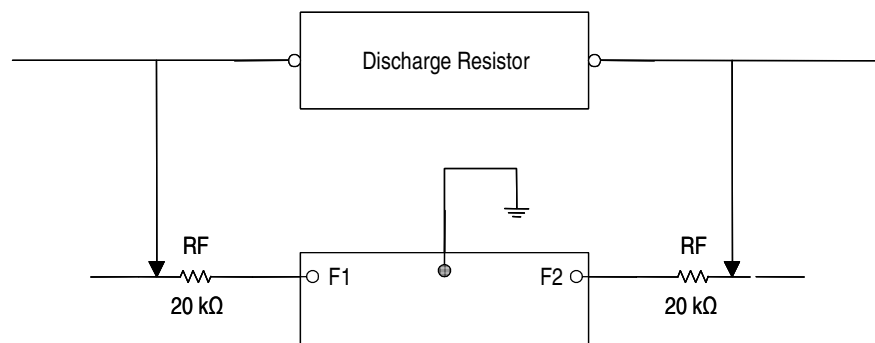 Discharge Resistor
RF
RF
F1
F2
20 kΩ
20 kΩ